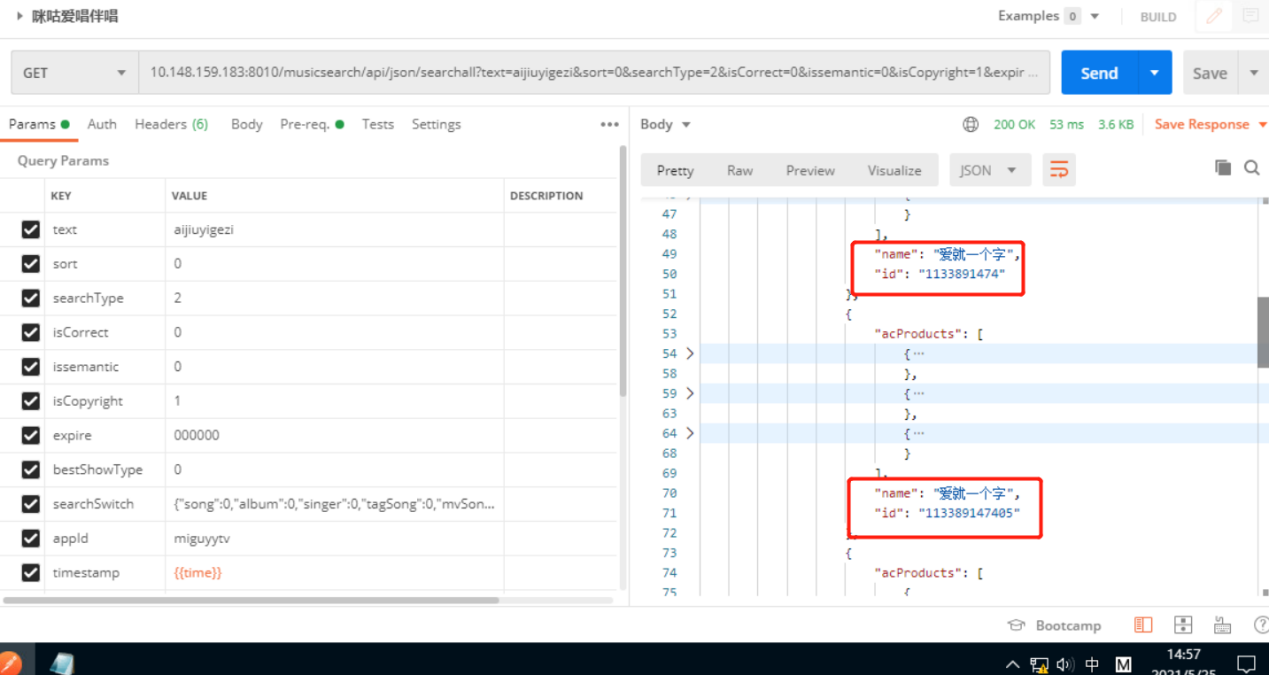 咪咕爱唱伴唱
Examples 0
BUILD
GET
10.148.159.183:8010/musicsearch/api/json/searchall?text=aijiuyigezi&sort=0&searchType=2&isCorrect=0&issemantic=0&isCopyright=1&expir ...
Send
Save
Params
Auth
Headers (6)
Body
Pre-req.
Tests
Settings
Body
200 OK
53 ms
3.6 KB
Save Response
Query Params
KEY
VALUE
DESCRIPTION
text
aijiuyigezi
sort
0
searchType
2
isCorrect
0
issemantic
0
isCopyright
1
expire
000000
bestShowType
0
searchSwitch
{"song":0,"album":0,"singer":0,"tagSong":0,"mvSon...
appId
miguyytv
timestamp
{{time}}
Pretty
Raw
Preview
Visualize
JSON
47 }
48 ],
49 "name": "爱就一个字",
50 "id": "1133891474"
51 },
52 {
53 "acProducts": [
54 {...
58 },
59 {...
63 },
64 {...
68 }
69 ],
70 "name": "爱就一个字",
71 "id": "113389147405"
72 },
73 {
74 "acProducts": [
75 {
Bootcamp
中
M
14:57
2021/5/25